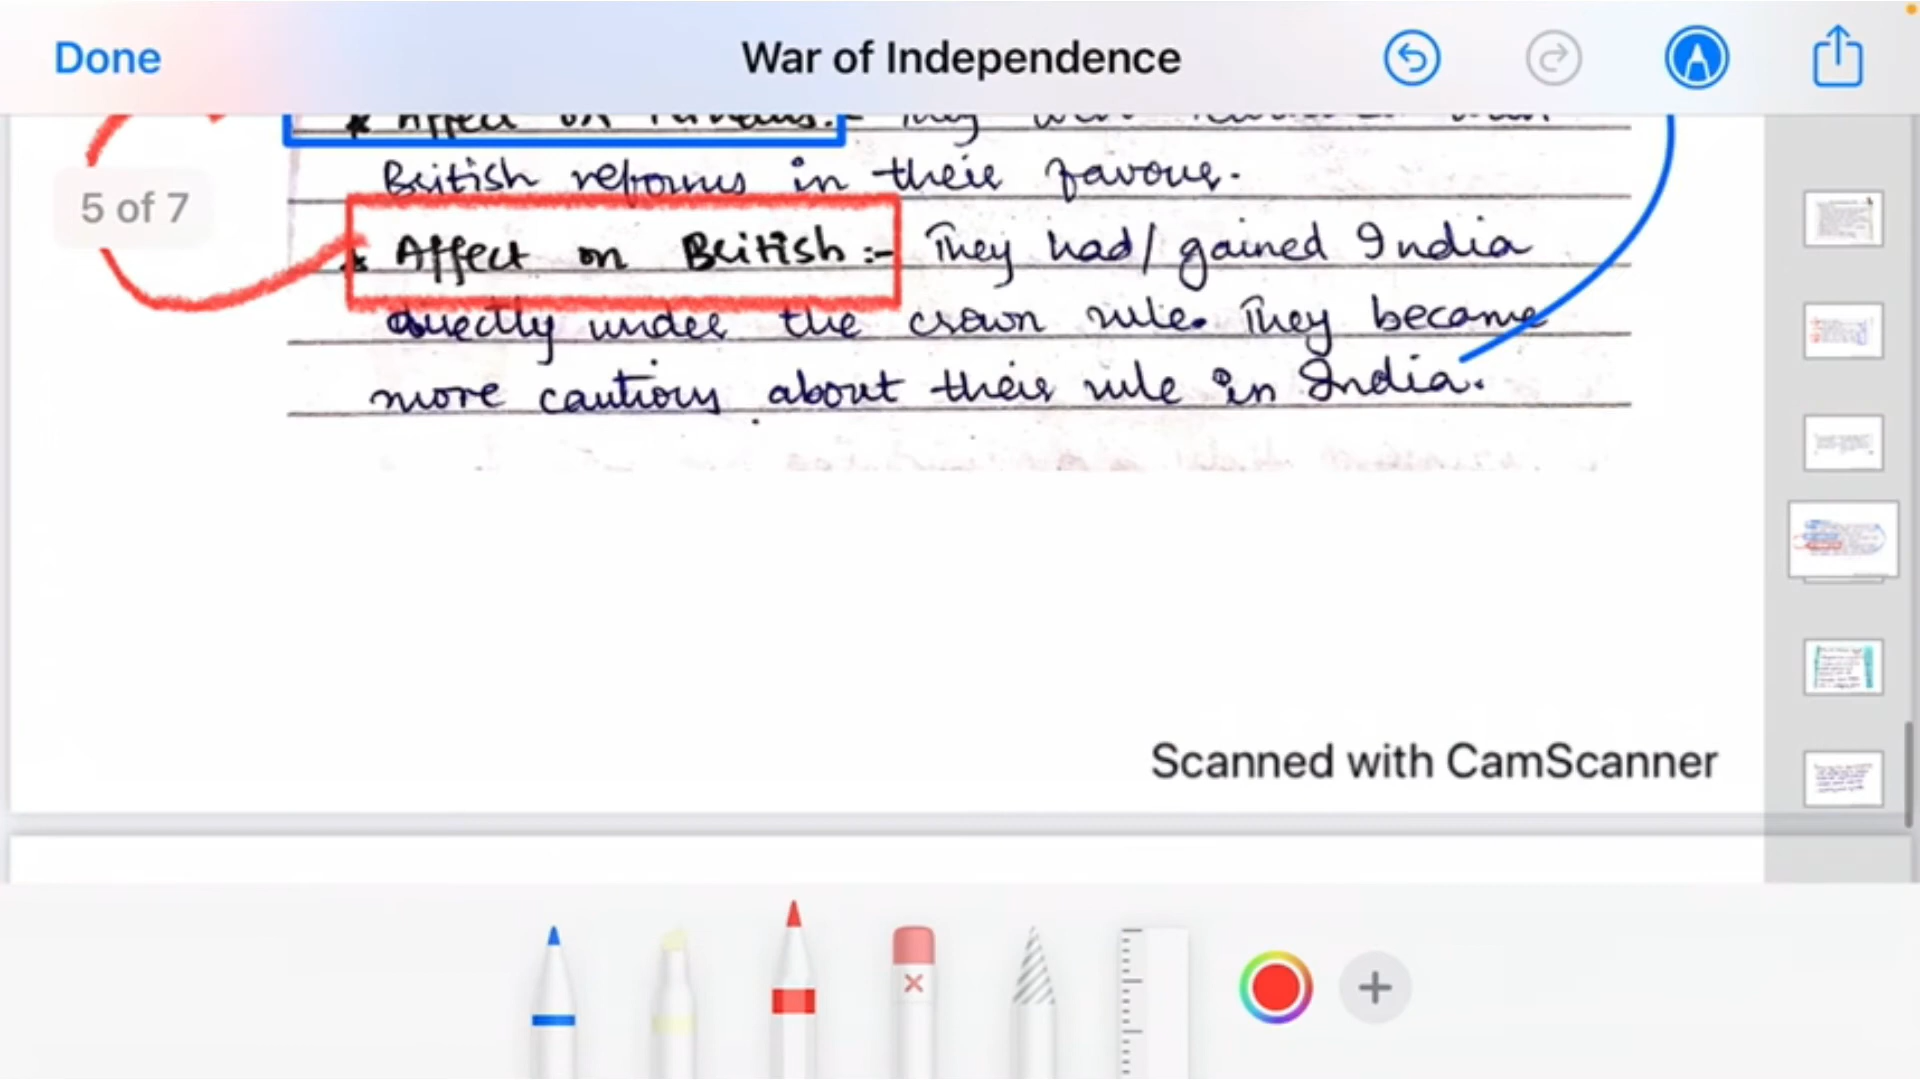 Done
War of Independence
British reforms in their favour.
5 of 7
* Affect on British :- They had/gained India
directly under the crown rule. They became
more cautious about their rule in India.
Scanned with CamScanner